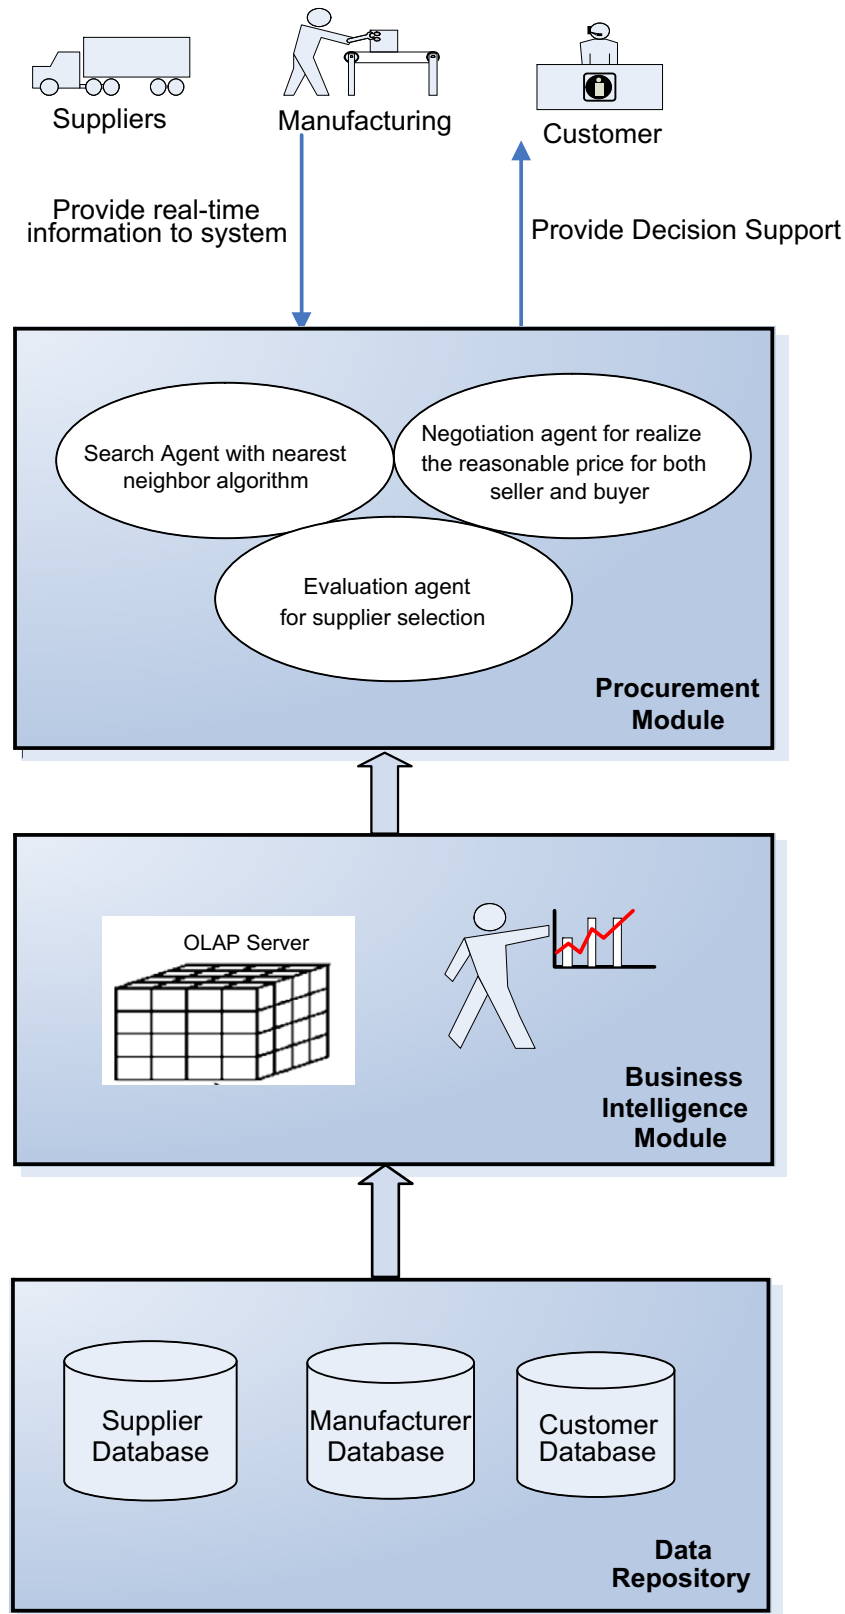 Suppliers
Manufacturing
Customer
Provide real-time
information to system
Provide Decision Support
Search Agent with nearest
neighbor algorithm
Negotiation agent for realize
the reasonable price for both
seller and buyer
Evaluation agent
for supplier selection
Procurement
Module
OLAP Server
Business
Intelligence
Module
Supplier
Database
Manufacturer
Database
Customer
Database
Data
Repository